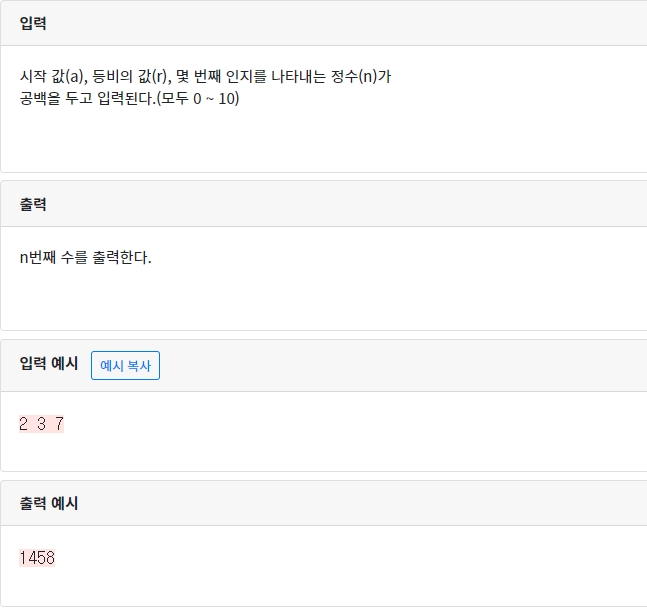 입력
시작 값(a), 등비의 값(r), 몇 번째 인지를 나타내는 정수(n)가
공백을 두고 입력된다.(모두 0 ~ 10)
출력
n번째 수를 출력한다.
입력 예시 예시 복사
2 3 7
출력 예시
1458